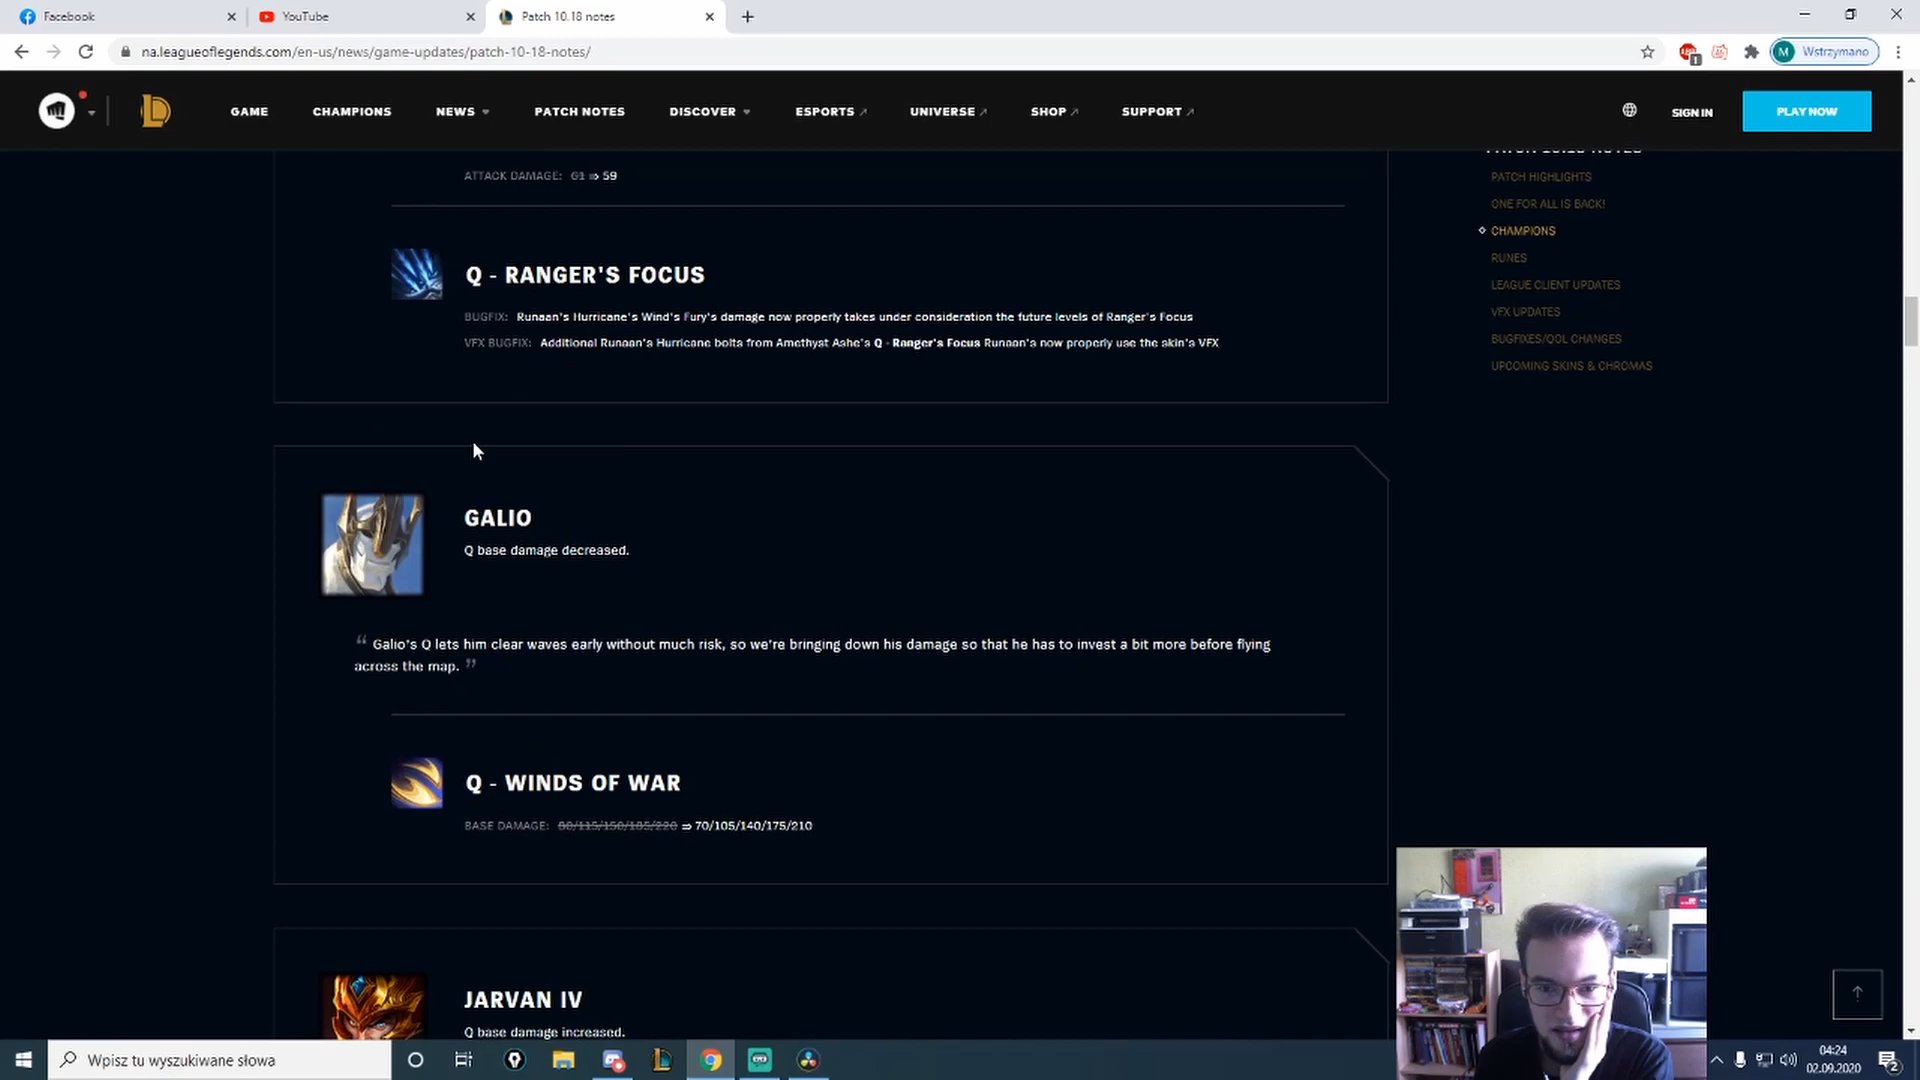 Facebook
YouTube
Patch 10.18 notes
na.leagueoflegends.com/en-us/news/game-updates/patch-10-18-notes/
1
M
Wstrzymano
GAME
CHAMPIONS
NEWS
PATCH NOTES
DISCOVER
ESPORTS
UNIVERSE
SHOP
SUPPORT
SIGN IN
PLAY NOW
PATCH 10.18 NOTES
PATCH HIGHLIGHTS
ONE FOR ALL IS BACK!
CHAMPIONS
RUNES
LEAGUE CLIENT UPDATES
VFX UPDATES
BUGFIXES/QOL CHANGES
UPCOMING SKINS & CHROMAS
ATTACK DAMAGE: 61 ⇒ 59
Q - RANGER'S FOCUS
BUGFIX: Runaan's Hurricane's Wind's Fury's damage now properly takes under consideration the future levels of Ranger's Focus
VFX BUGFIX: Additional Runaan's Hurricane bolts from Amethyst Ashe's Q - Ranger's Focus Runaan's now properly use the skin's VFX
GALIO
Q base damage decreased.
“ Galio's Q lets him clear waves early without much risk, so we're bringing down his damage so that he has to invest a bit more before flying
across the map. ”
Q - WINDS OF WAR
BASE DAMAGE: 80/115/150/185/220 ⇒ 70/105/140/175/210
JARVAN IV
Q base damage increased.
Wpisz tu wyszukiwane słowa
04:24
02.09.2020
2